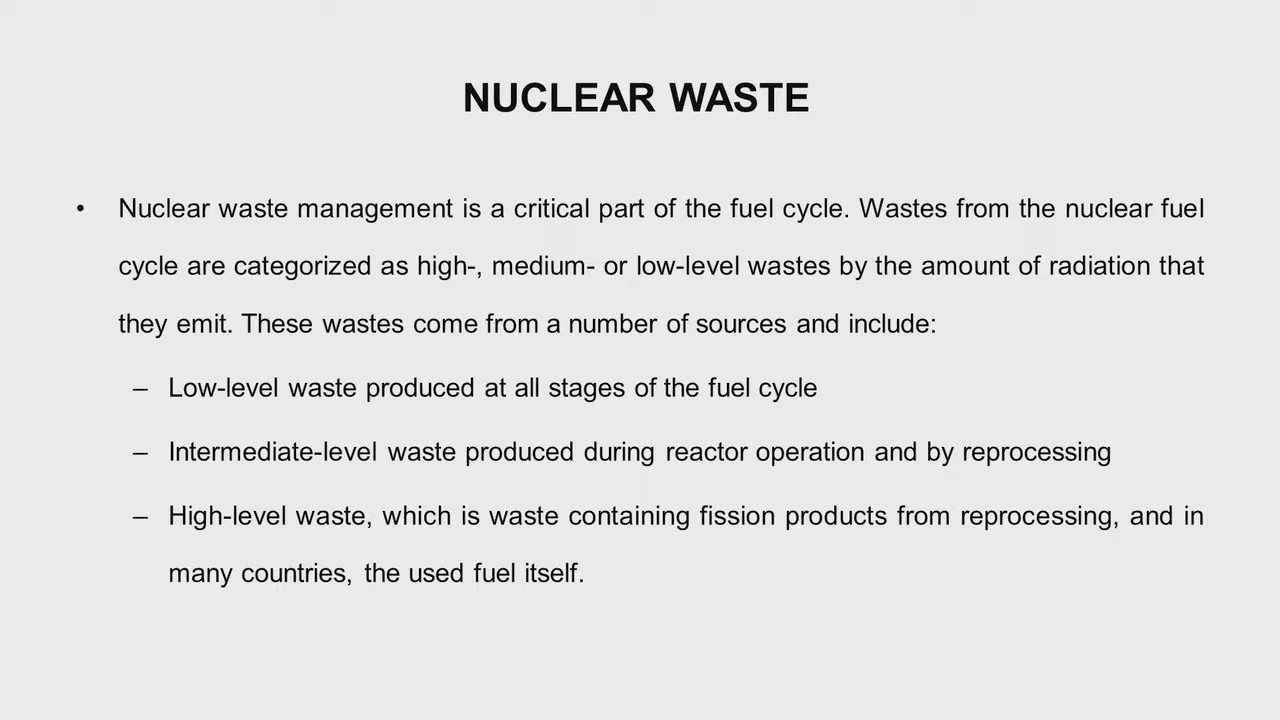 NUCLEAR WASTE
• Nuclear waste management is a critical part of the fuel cycle. Wastes from the nuclear fuel
cycle are categorized as high-, medium- or low-level wastes by the amount of radiation that
they emit. These wastes come from a number of sources and include:
– Low-level waste produced at all stages of the fuel cycle
– Intermediate-level waste produced during reactor operation and by reprocessing
– High-level waste, which is waste containing fission products from reprocessing, and in
many countries, the used fuel itself.